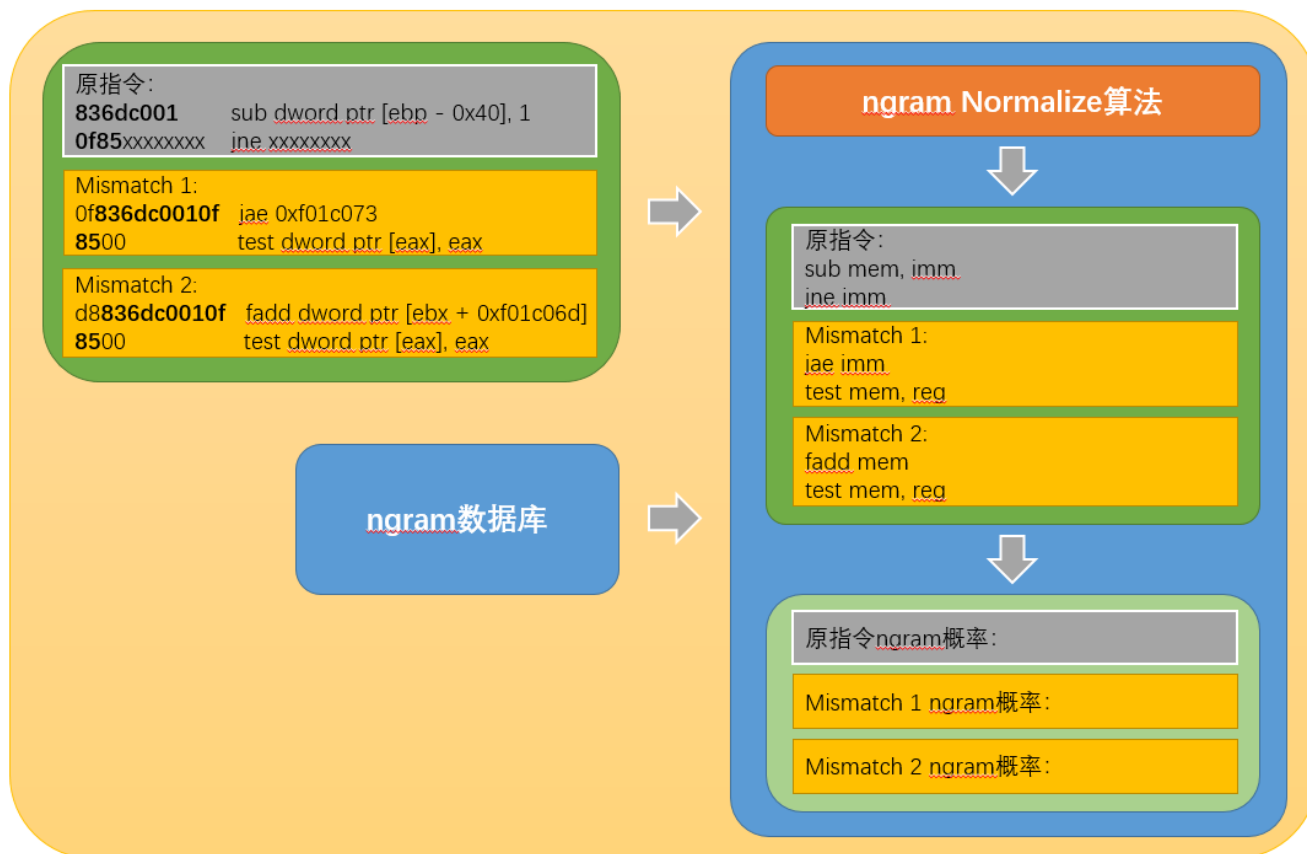 原指令：
836dc001 sub dword ptr [ebp - 0x40], 1
0f85xxxxxxxx jne xxxxxxxx
Mismatch 1:
0f836dc0010f jae 0xf01c073
8500 test dword ptr [eax], eax
Mismatch 2:
d8836dc0010f fadd dword ptr [ebx + 0xf01c06d]
8500 test dword ptr [eax], eax
ngram数据库
ngram Normalize算法
原指令：
sub mem, imm
jne imm
Mismatch 1:
jae imm
test mem, reg
Mismatch 2:
fadd mem
test mem, reg
原指令ngram概率：
Mismatch 1 ngram概率：
Mismatch 2 ngram概率：